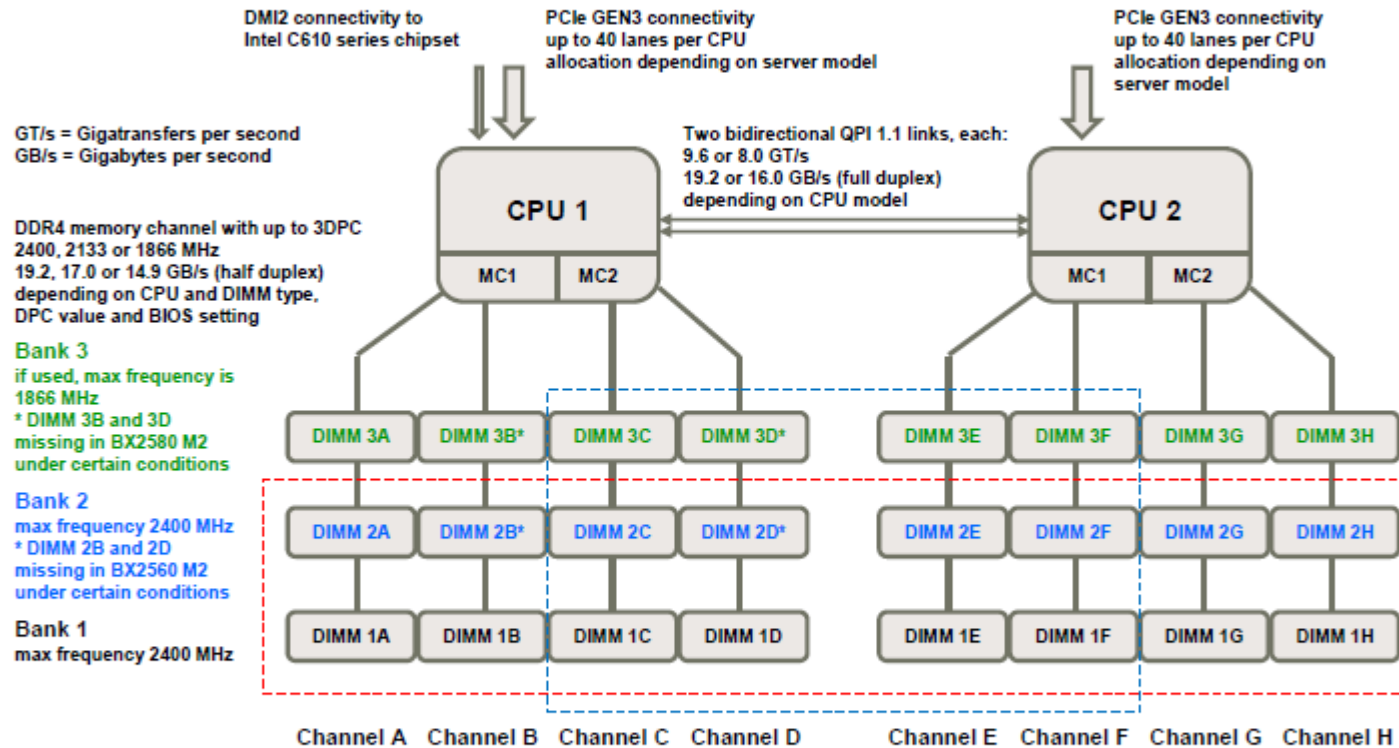 DMI2 connectivity to
Intel C610 series chipset
PCIe GEN3 connectivity
up to 40 lanes per CPU
allocation depending on server model
PCIe GEN3 connectivity
up to 40 lanes per CPU
allocation depending on
server model
GT/s = Gigatransfers per second
GB/s = Gigabytes per second
Two bidirectional QPI 1.1 links, each:
9.6 or 8.0 GT/s
19.2 or 16.0 GB/s (full duplex)
depending on CPU model
CPU 1
MC1 MC2
CPU 2
MC1 MC2
DDR4 memory channel with up to 3DPC
2400, 2133 or 1866 MHz
19.2, 17.0 or 14.9 GB/s (half duplex)
depending on CPU and DIMM type,
DPC value and BIOS setting
Bank 3
if used, max frequency is
1866 MHz
* DIMM 3B and 3D
missing in BX2580 M2
under certain conditions
DIMM 3A DIMM 3B* DIMM 3C DIMM 3D* DIMM 3E DIMM 3F DIMM 3G DIMM 3H
Bank 2
max frequency 2400 MHz
* DIMM 2B and 2D
missing in BX2560 M2
under certain conditions
DIMM 2A DIMM 2B* DIMM 2C DIMM 2D* DIMM 2E DIMM 2F DIMM 2G DIMM 2H
Bank 1
max frequency 2400 MHz
DIMM 1A DIMM 1B DIMM 1C DIMM 1D DIMM 1E DIMM 1F DIMM 1G DIMM 1H
Channel A Channel B Channel C Channel D Channel E Channel F Channel G Channel H